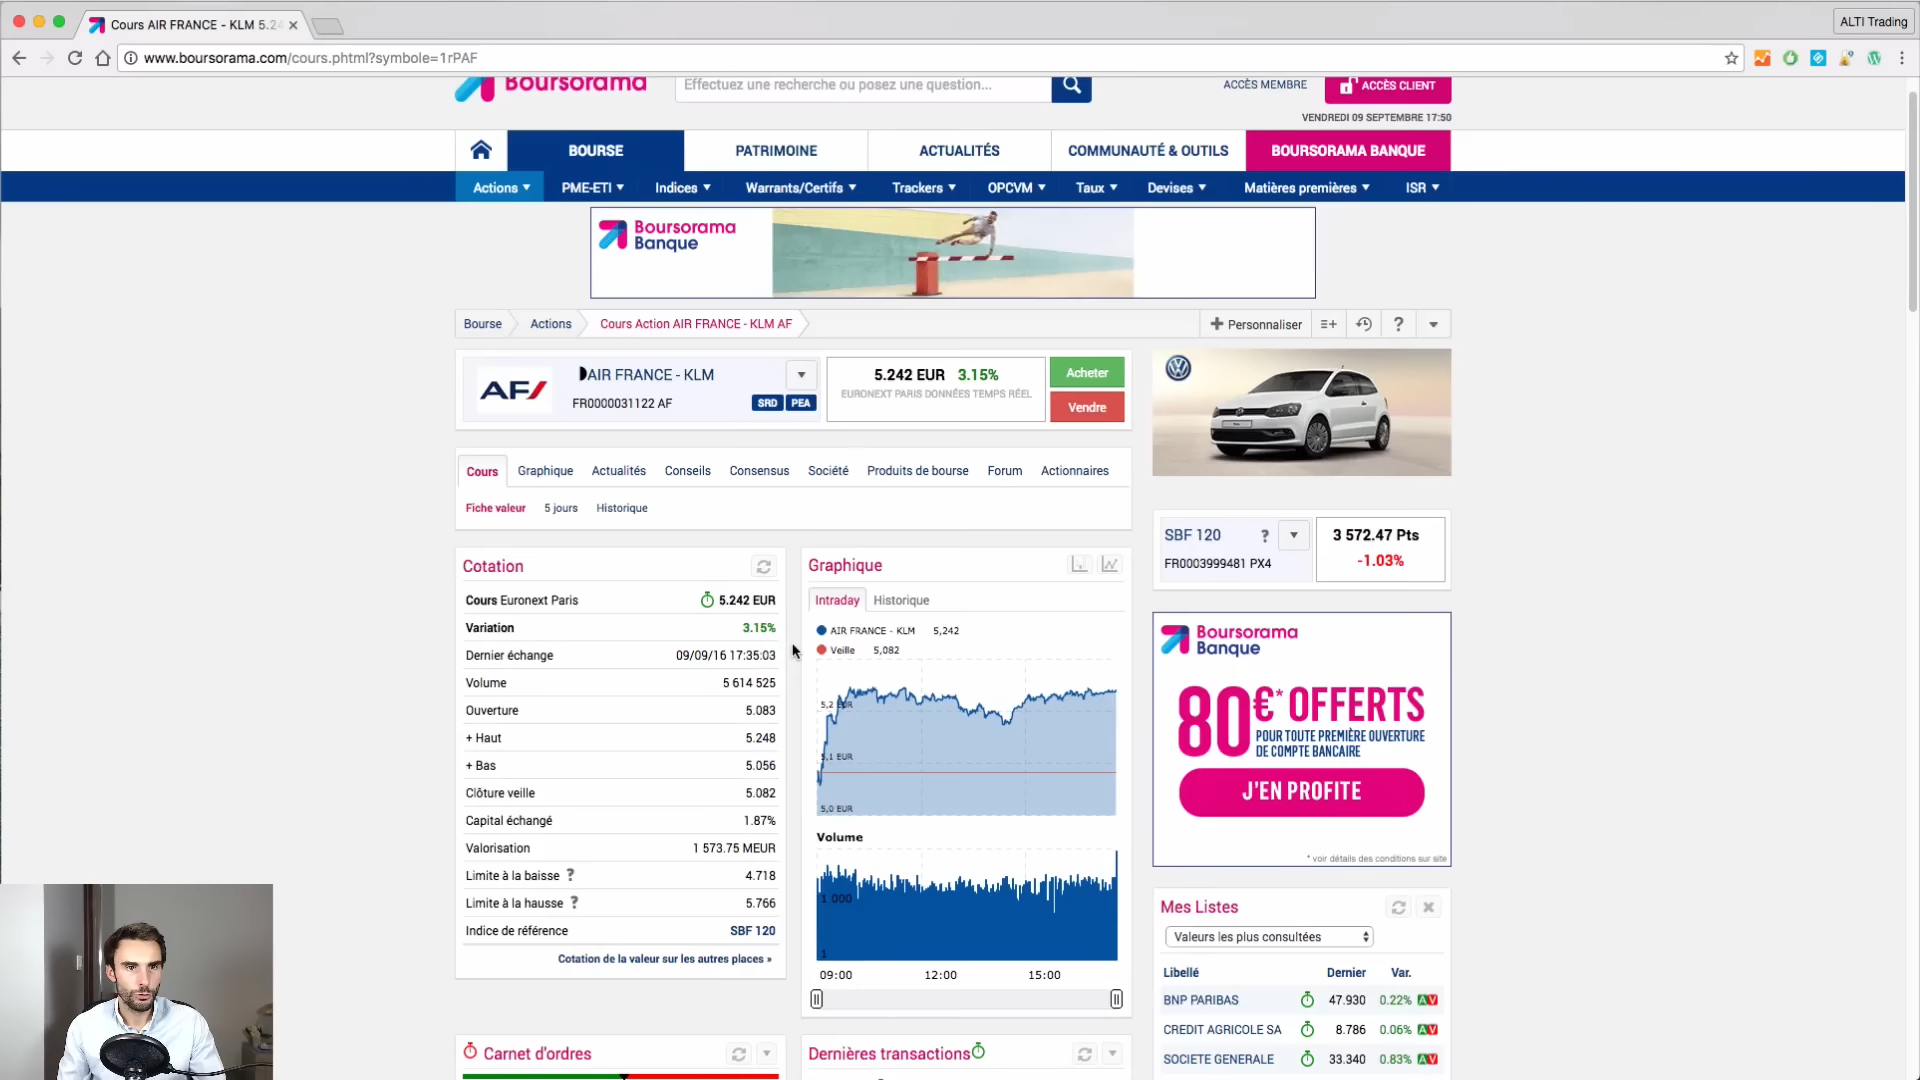 Cours AIR FRANCE - KLM 5.24
ALTI Trading
www.boursorama.com/cours.phtml?symbole=1rPAF
Boursorama
Effectuez une recherche ou posez une question...
ACCÈS MEMBRE
ACCÈS CLIENT
VENDREDI 09 SEPTEMBRE 17:50
BOURSE PATRIMOINE ACTUALITÉS COMMUNAUTÉ & OUTILS BOURSORAMA BANQUE
Actions PME-ETI Indices Warrants/Certifs Trackers OPCVM Taux Devises Matières premières ISR
Boursorama
Banque
Bourse Actions Cours Action AIR FRANCE - KLM AF
+ Personnaliser ?
AF
AIR FRANCE - KLM
FR0000031122 AF SRD PEA
5.242 EUR 3.15%
EURONEXT PARIS DONNÉES TEMPS RÉEL
Acheter
Vendre
Cours Graphique Actualités Conseils Consensus Société Produits de bourse Forum Actionnaires
Fiche valeur 5 jours Historique
SBF 120 ?
FR0003999481 PX4
3 572.47 Pts
-1.03%
Cotation
Cours Euronext Paris 5.242 EUR
Variation 3.15%
Dernier échange 09/09/16 17:35:03
Volume 5 614 525
Ouverture 5.083
+ Haut 5.248
+ Bas 5.056
Clôture veille 5.082
Capital échangé 1.87%
Valorisation 1 573.75 MEUR
Limite à la baisse ? 4.718
Limite à la hausse ? 5.766
Indice de référence SBF 120
Cotation de la valeur sur les autres places »
Graphique
Intraday Historique
AIR FRANCE - KLM 5,242
Veille 5,082
5,2 EUR
5,1 EUR
5,0 EUR
Volume
1 000
1
09:00 12:00 15:00
Boursorama
Banque
80€* OFFERTS
POUR TOUTE PREMIÈRE OUVERTURE
DE COMPTE BANCAIRE
J'EN PROFITE
* voir détails des conditions sur site
Mes Listes
Valeurs les plus consultées
Libellé Dernier Var.
BNP PARIBAS 47.930 0.22% A V
CREDIT AGRICOLE SA 8.786 0.06% A V
SOCIETE GENERALE 33.340 0.83% A V
Carnet d'ordres
Dernières transactions